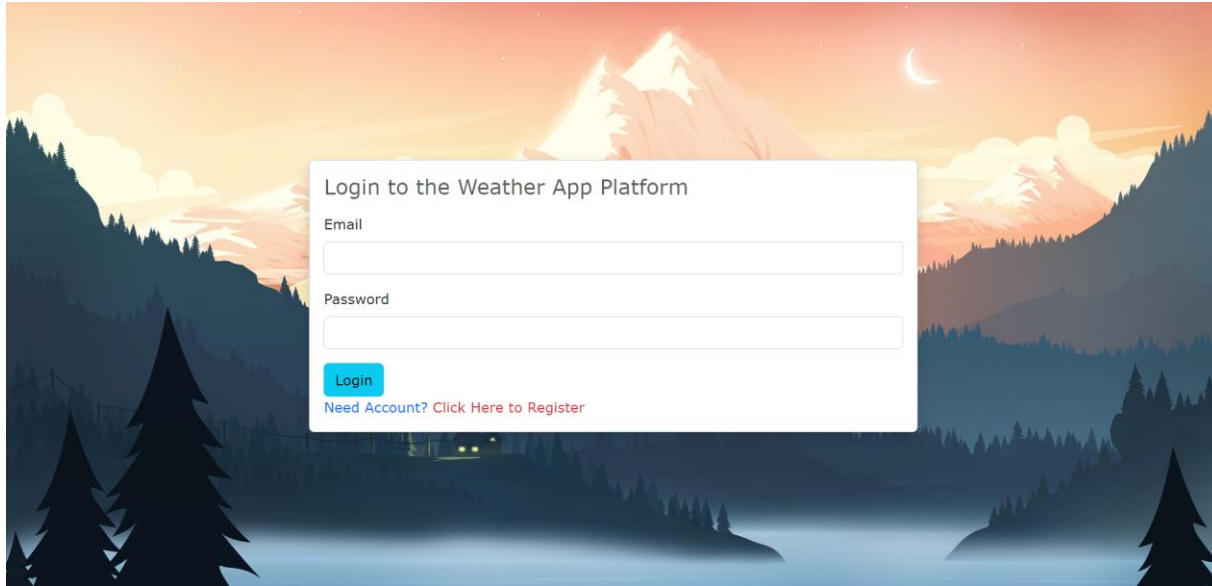 Login to the Weather App Platform
Email
Password
Login
Need Account? Click Here to Register